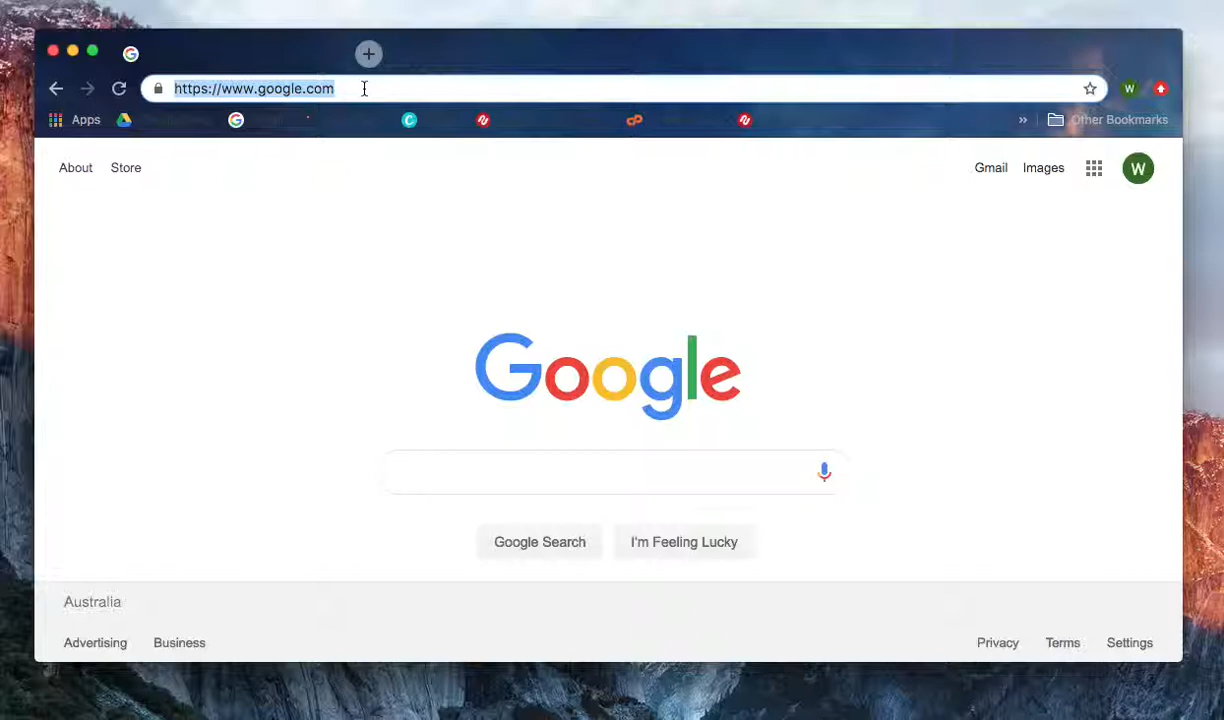 https://www.google.com
Apps
Other Bookmarks
About Store
Gmail Images
W
Google
Google Search I'm Feeling Lucky
Australia
Advertising Business
Privacy Terms Settings